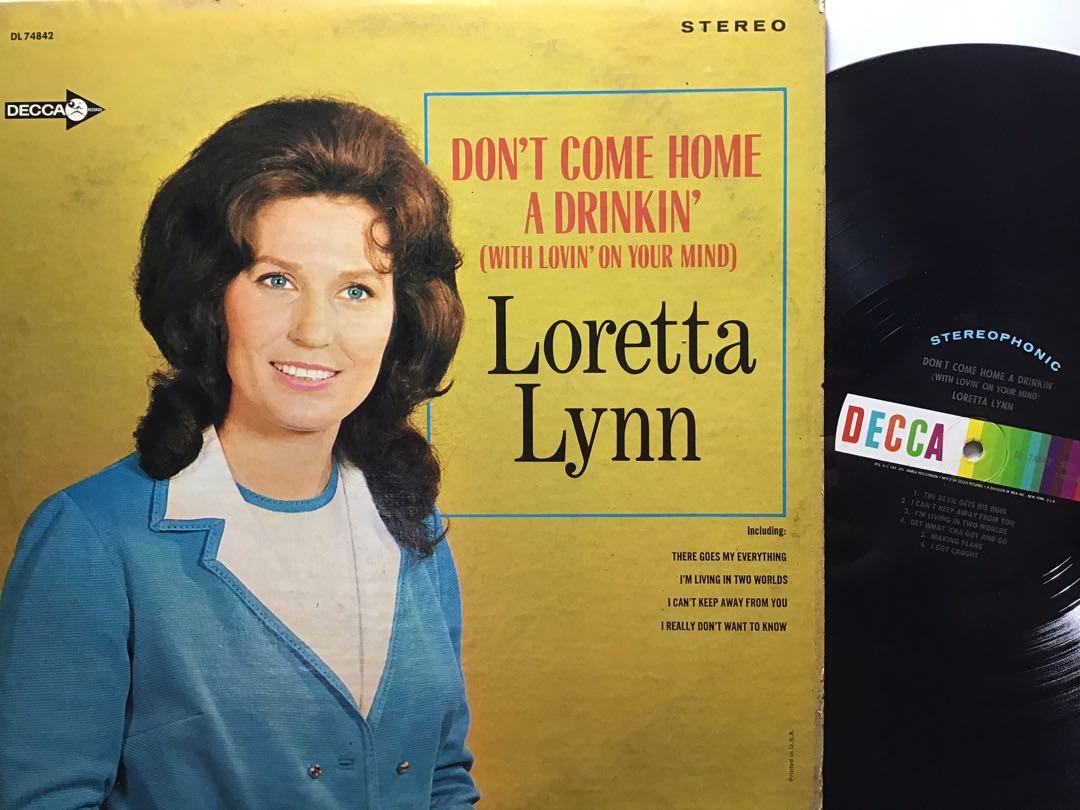 DL 74842
STEREO
DECCA RECORDS
DON'T COME HOME
A DRINKIN'
(WITH LOVIN' ON YOUR MIND)
Loretta
Lynn
Including:
THERE GOES MY EVERYTHING
I'M LIVING IN TWO WORLDS
I CAN'T KEEP AWAY FROM YOU
I REALLY DON'T WANT TO KNOW
Printed in U.S.A.
STEREOPHONIC
DON'T COME HOME A DRINKIN'
(WITH LOVIN' ON YOUR MIND)
LORETTA LYNN
DECCA
1. THE DEVIL GETS HIS DUES
2. I CAN'T KEEP AWAY FROM YOU
3. I'M LIVING IN TWO WORLDS
4. GET WHAT 'CHA GOT AND GO
5. MAKING PLANS
6. I GOT CAUGHT